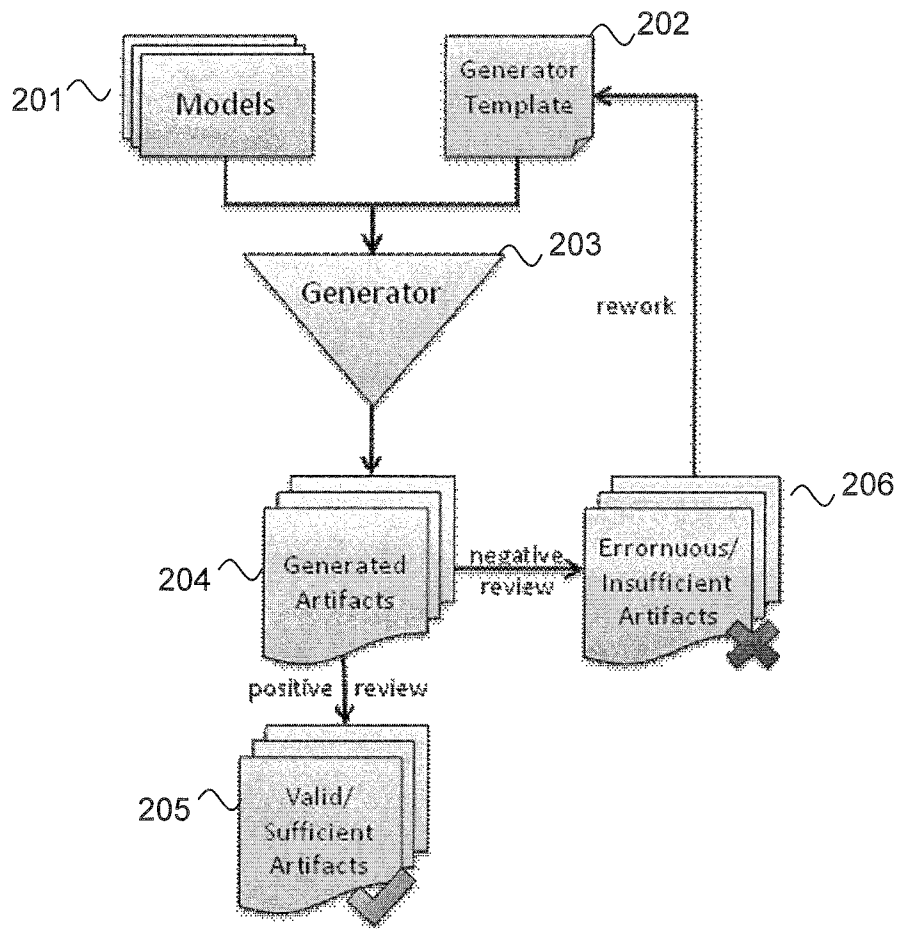 202
201
Models
Generator
Template
203
Generator
rework
206
204
Generated
Artifacts
negative
review
Errornuous/
Insufficient
Artifacts
positive review
205
Valid/
Sufficient
Artifacts